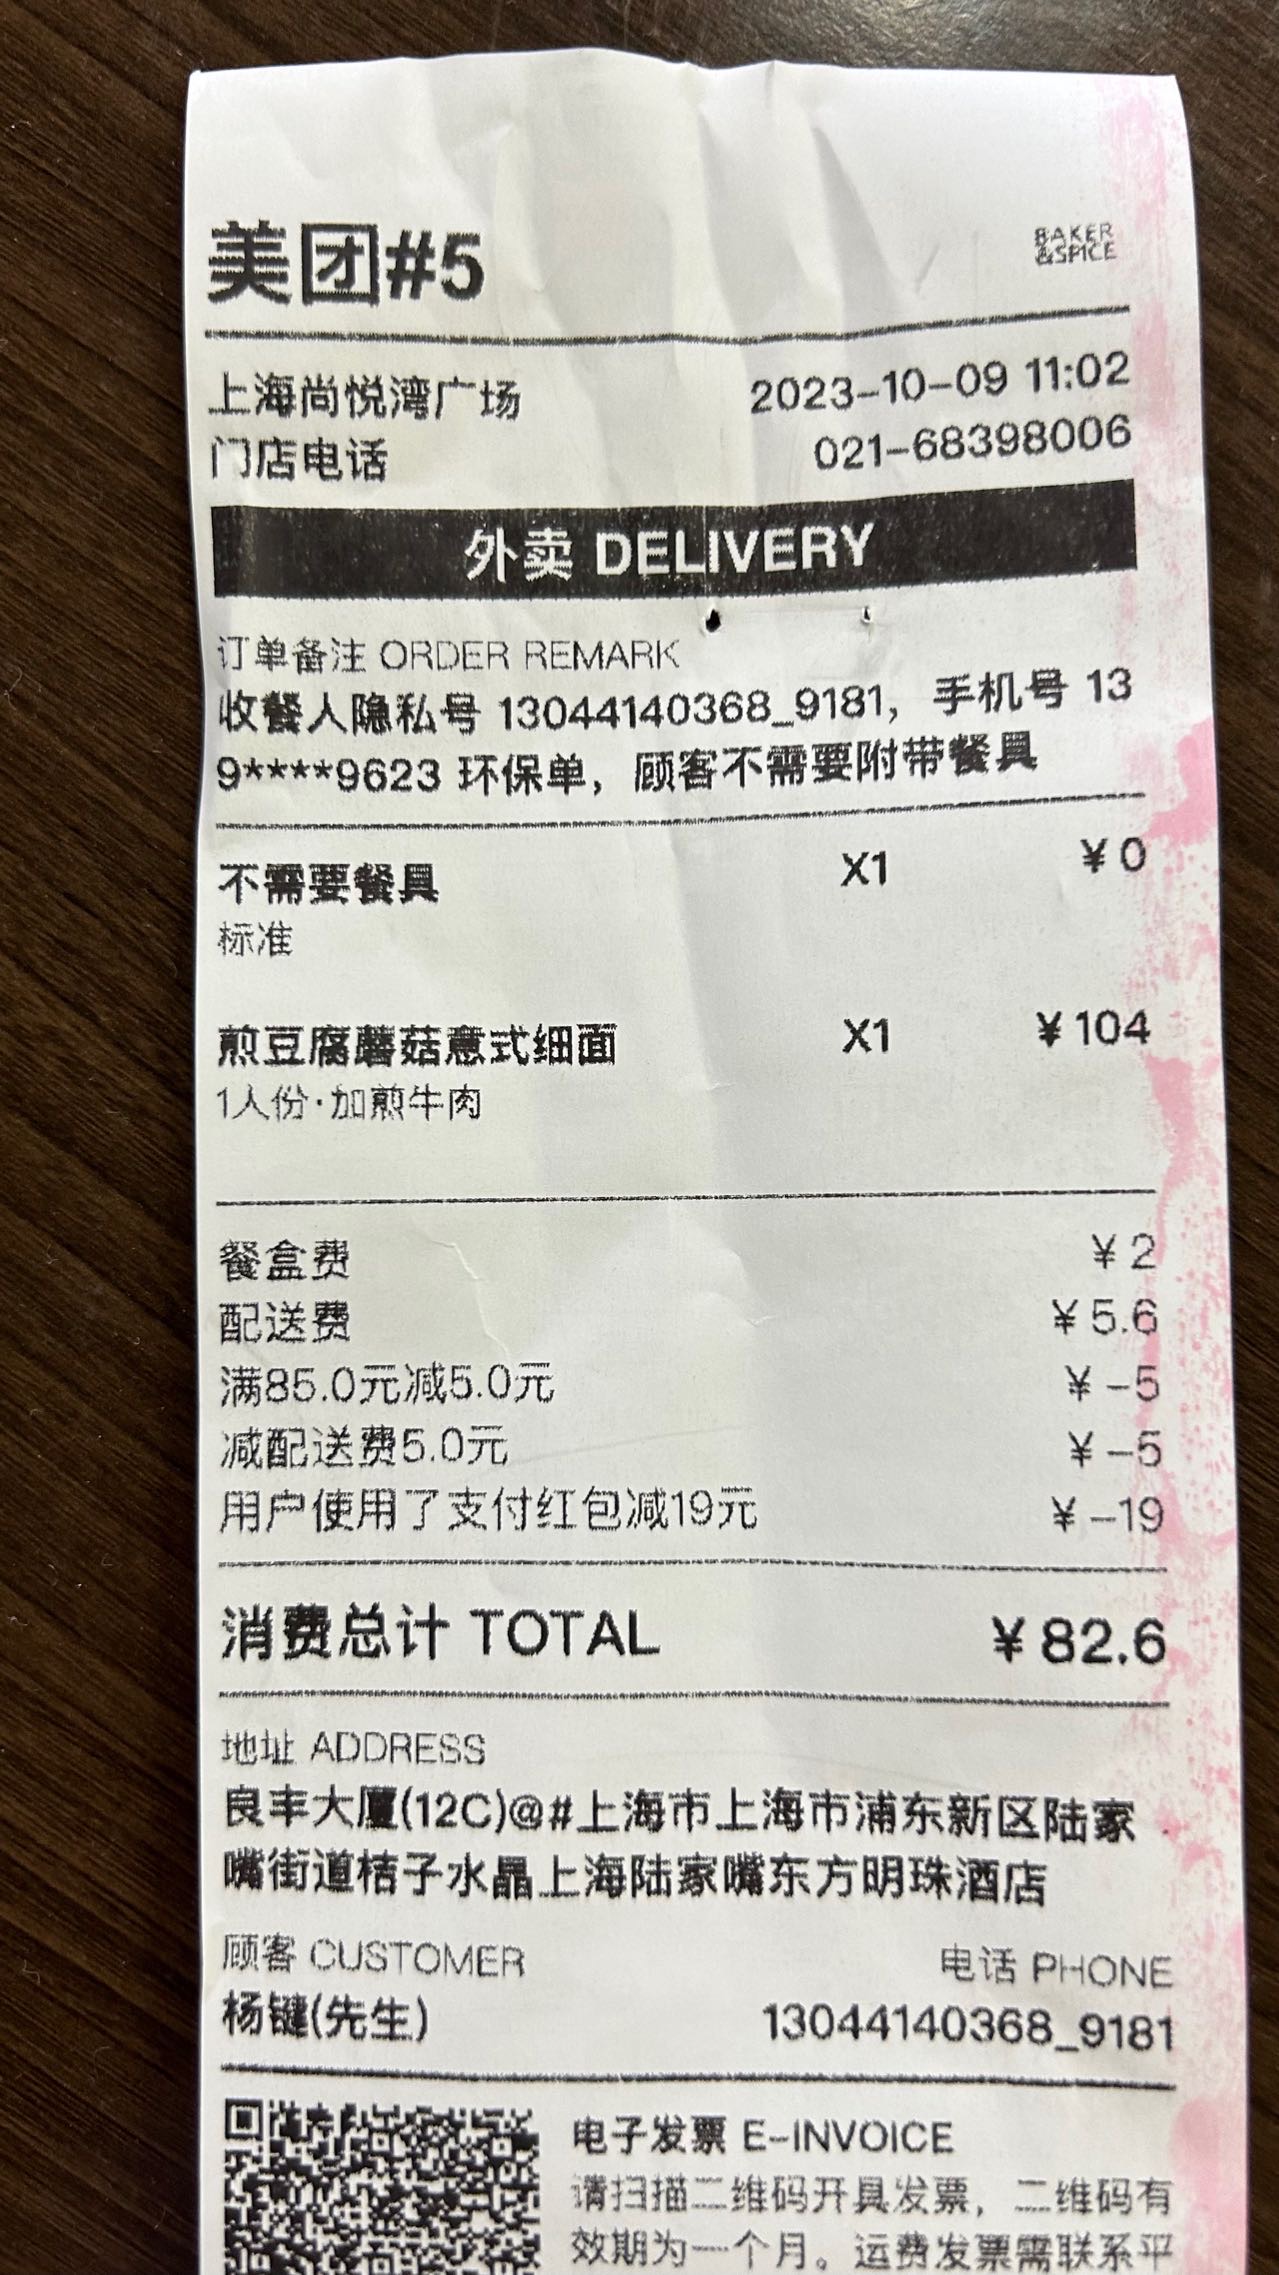 美团#5
BAKER
&SPICE
上海尚悦湾广场 2023-10-09 11:02
门店电话 021-68398006
外卖 DELIVERY
订单备注 ORDER REMARK
收餐人隐私号 13044140368_9181，手机号 13
9****9623 环保单，顾客不需要附带餐具
不需要餐具 X1 ¥0
标准
煎豆腐蘑菇意式细面 X1 ¥104
1人份·加煎牛肉
餐盒费 ¥2
配送费 ¥5.6
满85.0元减5.0元 ¥-5
减配送费5.0元 ¥-5
用户使用了支付红包减19元 ¥-19
消费总计 TOTAL ¥82.6
地址 ADDRESS
良丰大厦(12C)@#上海市上海市浦东新区陆家
嘴街道桔子水晶上海陆家嘴东方明珠酒店
顾客 CUSTOMER 电话 PHONE
杨键(先生) 13044140368_9181
电子发票 E-INVOICE
请扫描二维码开具发票，二维码有
效期为一个月。运费发票需联系平